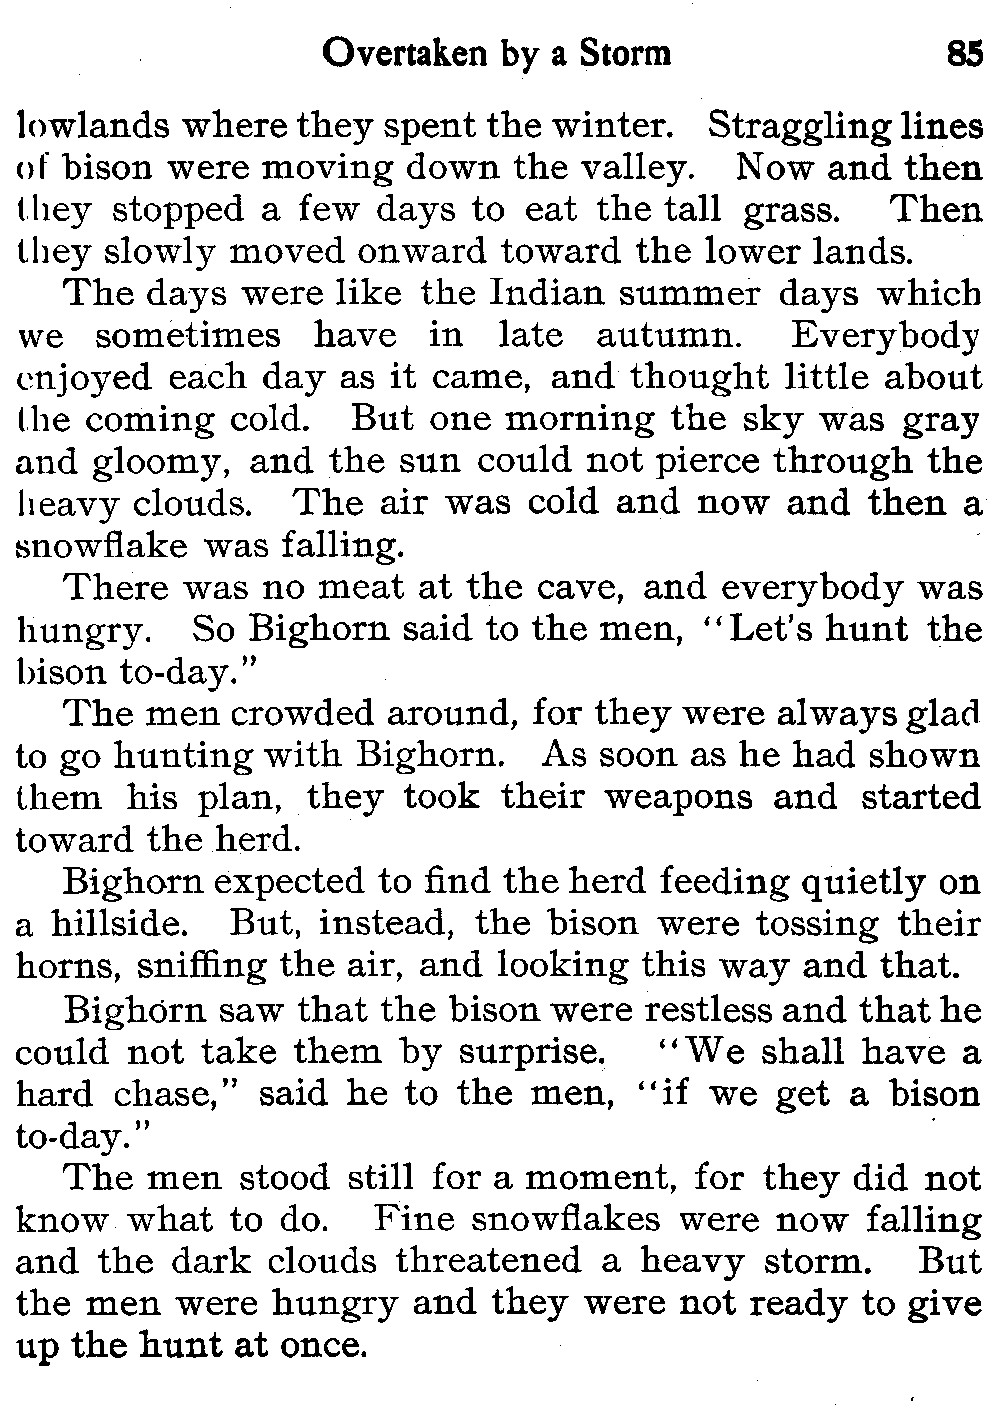 Overtaken by a Storm 85
lowlands where they spent the winter. Straggling lines
of bison were moving down the valley. Now and then
they stopped a few days to eat the tall grass. Then
they slowly moved onward toward the lower lands.
The days were like the Indian summer days which
we sometimes have in late autumn. Everybody
enjoyed each day as it came, and thought little about
the coming cold. But one morning the sky was gray
and gloomy, and the sun could not pierce through the
heavy clouds. The air was cold and now and then a
snowflake was falling.
There was no meat at the cave, and everybody was
hungry. So Bighorn said to the men, "Let's hunt the
bison to-day."
The men crowded around, for they were always glad
to go hunting with Bighorn. As soon as he had shown
them his plan, they took their weapons and started
toward the herd.
Bighorn expected to find the herd feeding quietly on
a hillside. But, instead, the bison were tossing their
horns, sniffing the air, and looking this way and that.
Bighorn saw that the bison were restless and that he
could not take them by surprise. "We shall have a
hard chase," said he to the men, "if we get a bison
to-day."
The men stood still for a moment, for they did not
know what to do. Fine snowflakes were now falling
and the dark clouds threatened a heavy storm. But
the men were hungry and they were not ready to give
up the hunt at once.